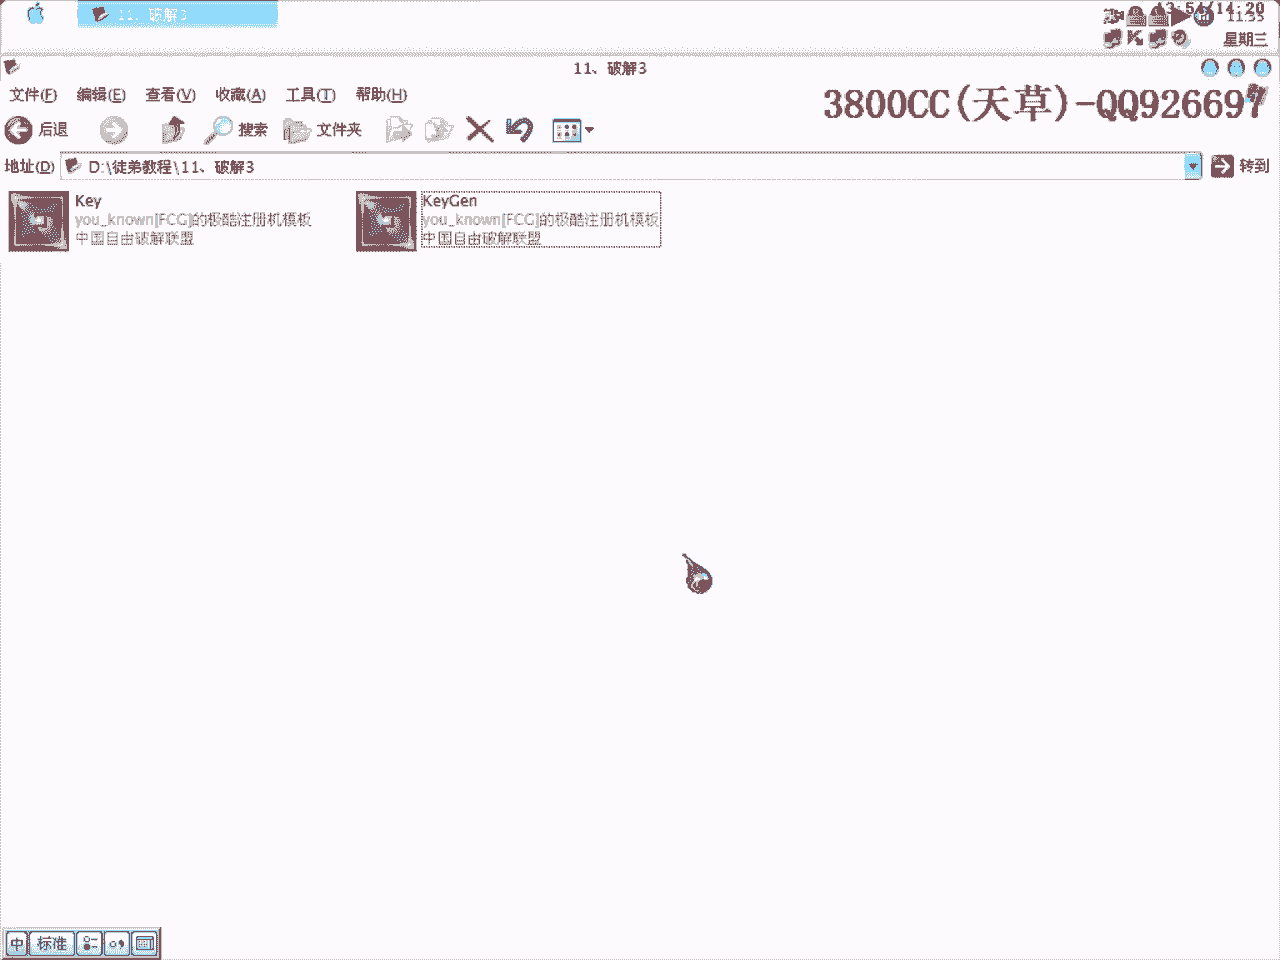 11、破解3
13:54/14:20
星期三
11、破解3
文件(F) 编辑(E) 查看(V) 收藏(A) 工具(T) 帮助(H)
3800CC(天草)-QQ926697
后退 搜索 文件夹
地址(D) D:\徒弟教程\11、破解3 转到
Key
you_known[FCG]的极酷注册机模板
中国自由破解联盟
KeyGen
you_known[FCG]的极酷注册机模板
中国自由破解联盟
中 标准